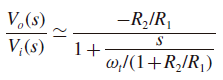 V_o(s)/V_i(s) ≃ −R_2/R_1 / (1 + s / (ω_t/(1 + R_2/R_1)))